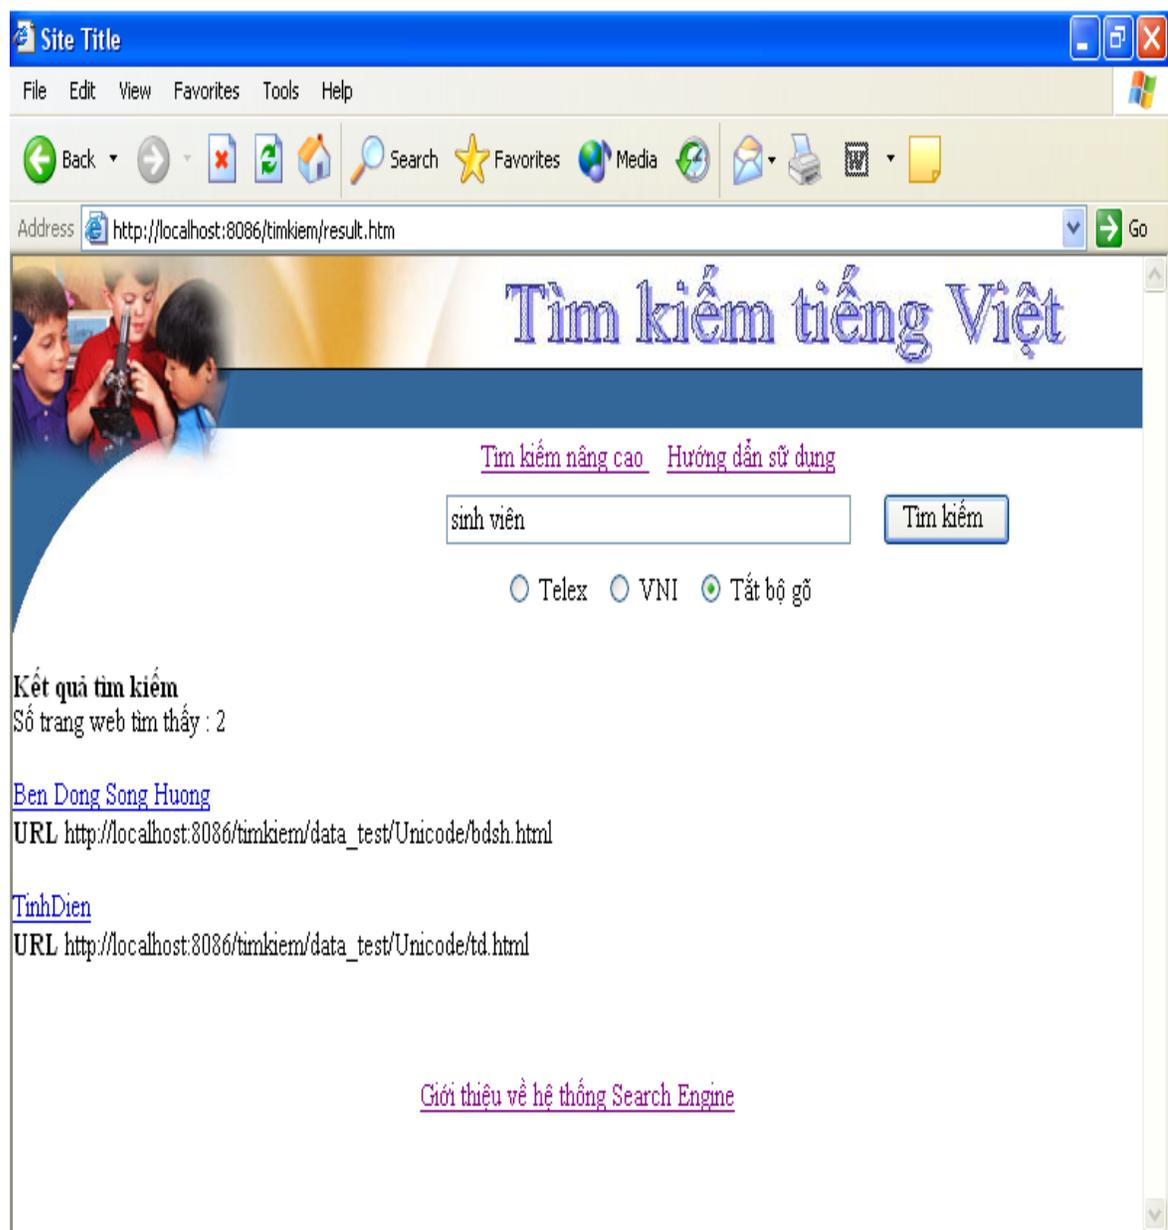 Site Title
File Edit View Favorites Tools Help
Back Search Favorites Media
Address http://localhost:8086/timkiem/result.htm Go
Tìm kiếm tiếng Việt
Tìm kiếm nâng cao Hướng dẩn sữ dụng
sinh viên Tìm kiếm
Telex VNI Tắt bộ gõ
Kết quả tìm kiếm
Số trang web tìm thấy : 2
Ben Dong Song Huong
URL http://localhost:8086/timkiem/data_test/Unicode/bdsh.html
TinhDien
URL http://localhost:8086/timkiem/data_test/Unicode/td.html
Giới thiệu về hệ thống Search Engine